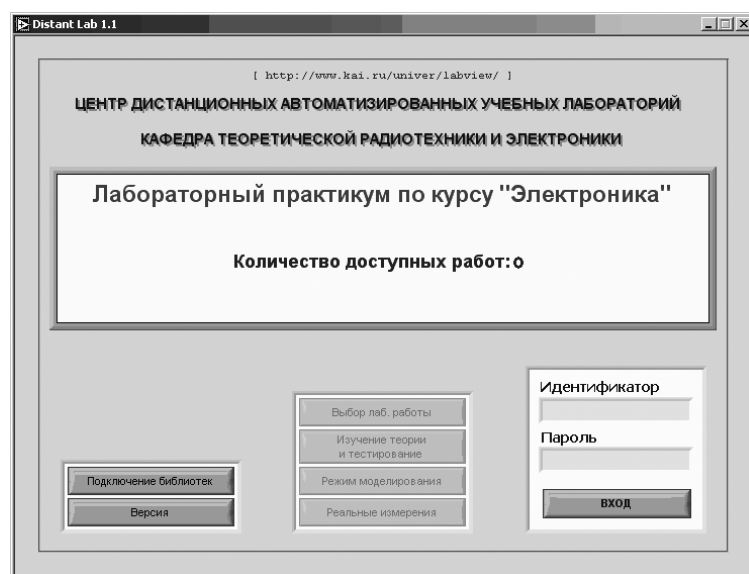 Distant Lab 1.1
[ http://www.kai.ru/univer/labview/ ]
ЦЕНТР ДИСТАНЦИОННЫХ АВТОМАТИЗИРОВАННЫХ УЧЕБНЫХ ЛАБОРАТОРИЙ
КАФЕДРА ТЕОРЕТИЧЕСКОЙ РАДИОТЕХНИКИ И ЭЛЕКТРОНИКИ
Лабораторный практикум по курсу "Электроника"
Количество доступных работ:0
Подключение библиотек
Версия
Выбор лаб. работы
Изучение теории
и тестирование
Режим моделирования
Реальные измерения
Идентификатор
Пароль
ВХОД